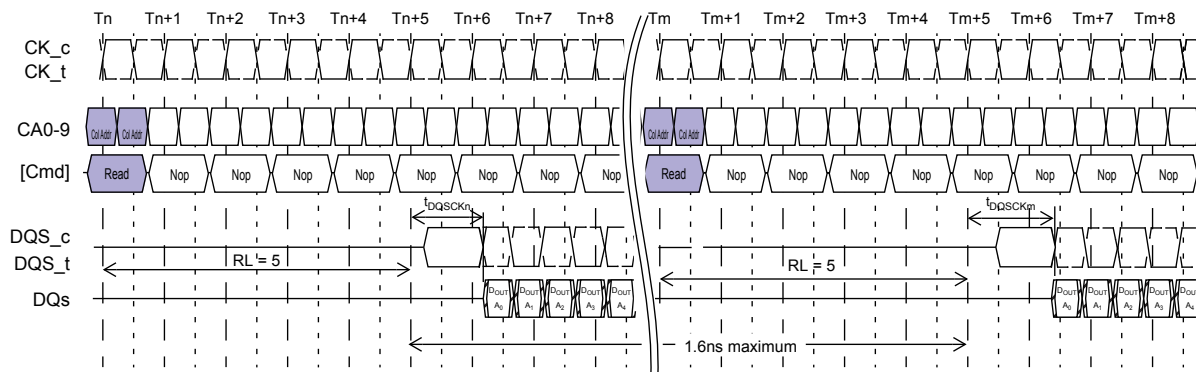 Tn Tn+1 Tn+2 Tn+3 Tn+4 Tn+5 Tn+6 Tn+7 Tn+8 Tm Tm+1 Tm+2 Tm+3 Tm+4 Tm+5 Tm+6 Tm+7 Tm+8
CK_c
CK_t
CA0-9 Col Addr Col Addr Col Addr Col Addr
[Cmd] Read Nop Nop Nop Nop Nop Nop Nop Nop Read Nop Nop Nop Nop Nop Nop Nop Nop
tDQSCKn tDQSCKm
DQS_c
DQS_t RL = 5 RL = 5
DQs DOUT A0 DOUT A1 DOUT A2 DOUT A3 DOUT A4 DOUT A0 DOUT A1 DOUT A2 DOUT A3 DOUT A4
1.6ns maximum